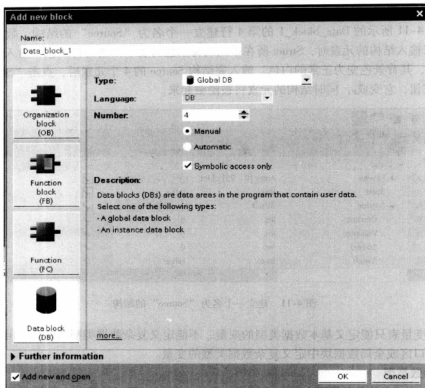 Add new block
Name:
Data_block_1
Type:
Global DB
Language:
DB
Number:
4
Manual
Automatic
Symbolic access only
Description:
Data blocks (DBs) are data areas in the program that contain user data.
Select one of the following types:
- A global data block
- An instance data block
Organization
block
(OB)
Function
block
(FB)
Function
(FC)
Data block
(DB)
more...
Further information
Add new and open
OK
Cancel